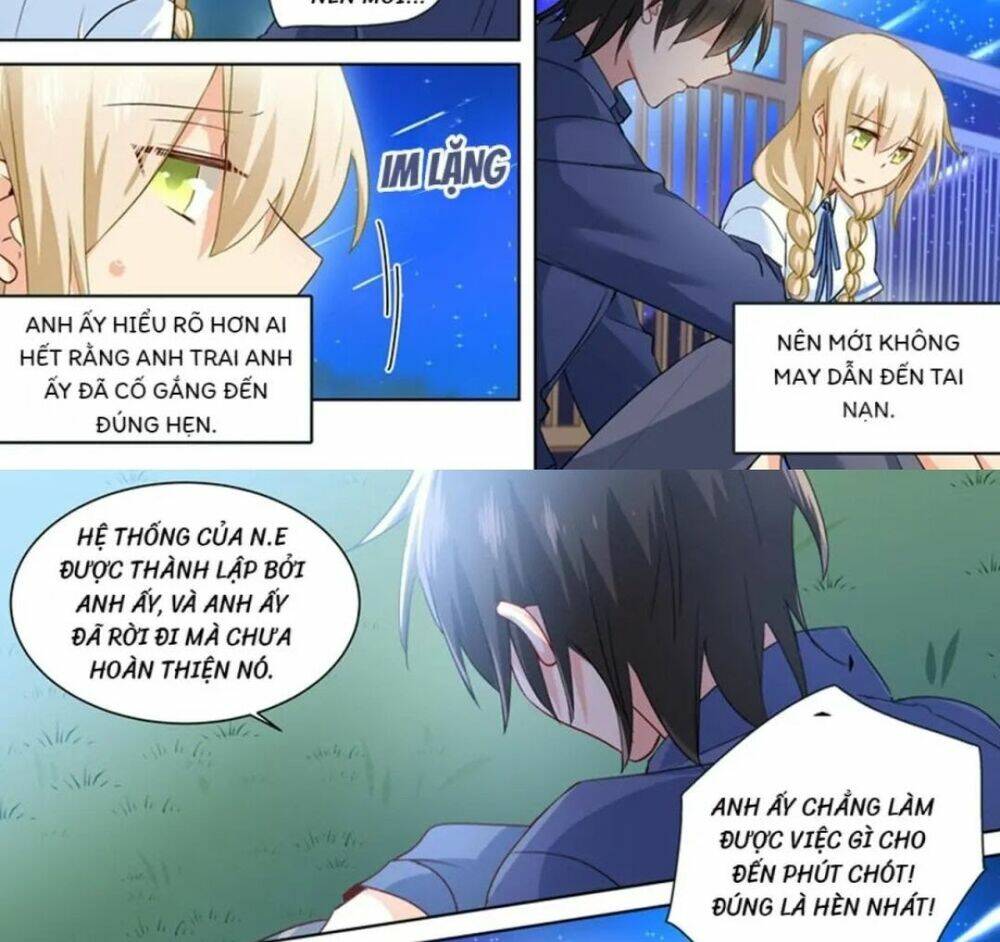 NÊN MỚI...
IM LẶNG
ANH ẤY HIỂU RÕ HƠN AI
HẾT RẰNG ANH TRAI ANH
ẤY ĐÃ CỐ GẮNG ĐẾN
ĐÚNG HẸN.
NÊN MỚI KHÔNG
MAY DẪN ĐẾN TAI
NẠN.
HỆ THỐNG CỦA N.E
ĐƯỢC THÀNH LẬP BỞI
ANH ẤY, VÀ ANH ẤY
ĐÃ RỜI ĐI MÀ CHƯA
HOÀN THIỆN NÓ.
ANH ẤY CHẲNG LÀM
ĐƯỢC VIỆC GÌ CHO
ĐẾN PHÚT CHÓT!
ĐÚNG LÀ HÈN NHÁT!